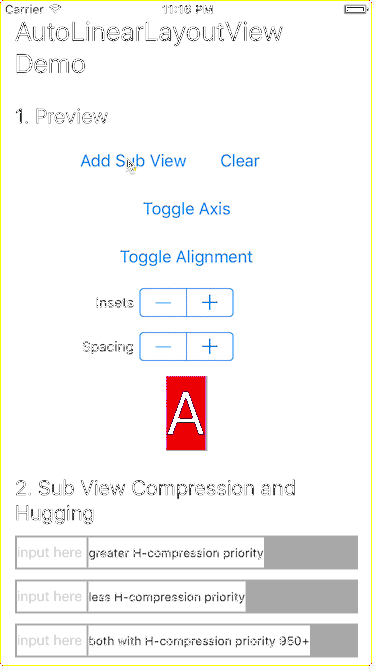 Carrier 11:16 PM
AutoLinearLayoutView
Demo
1. Preview
Add Sub View Clear
Toggle Axis
Toggle Alignment
Insets − +
Spacing − +
A
2. Sub View Compression and
Hugging
input here greater H-compression priority
input here less H-compression priority
input here both with H-compression priority 950+